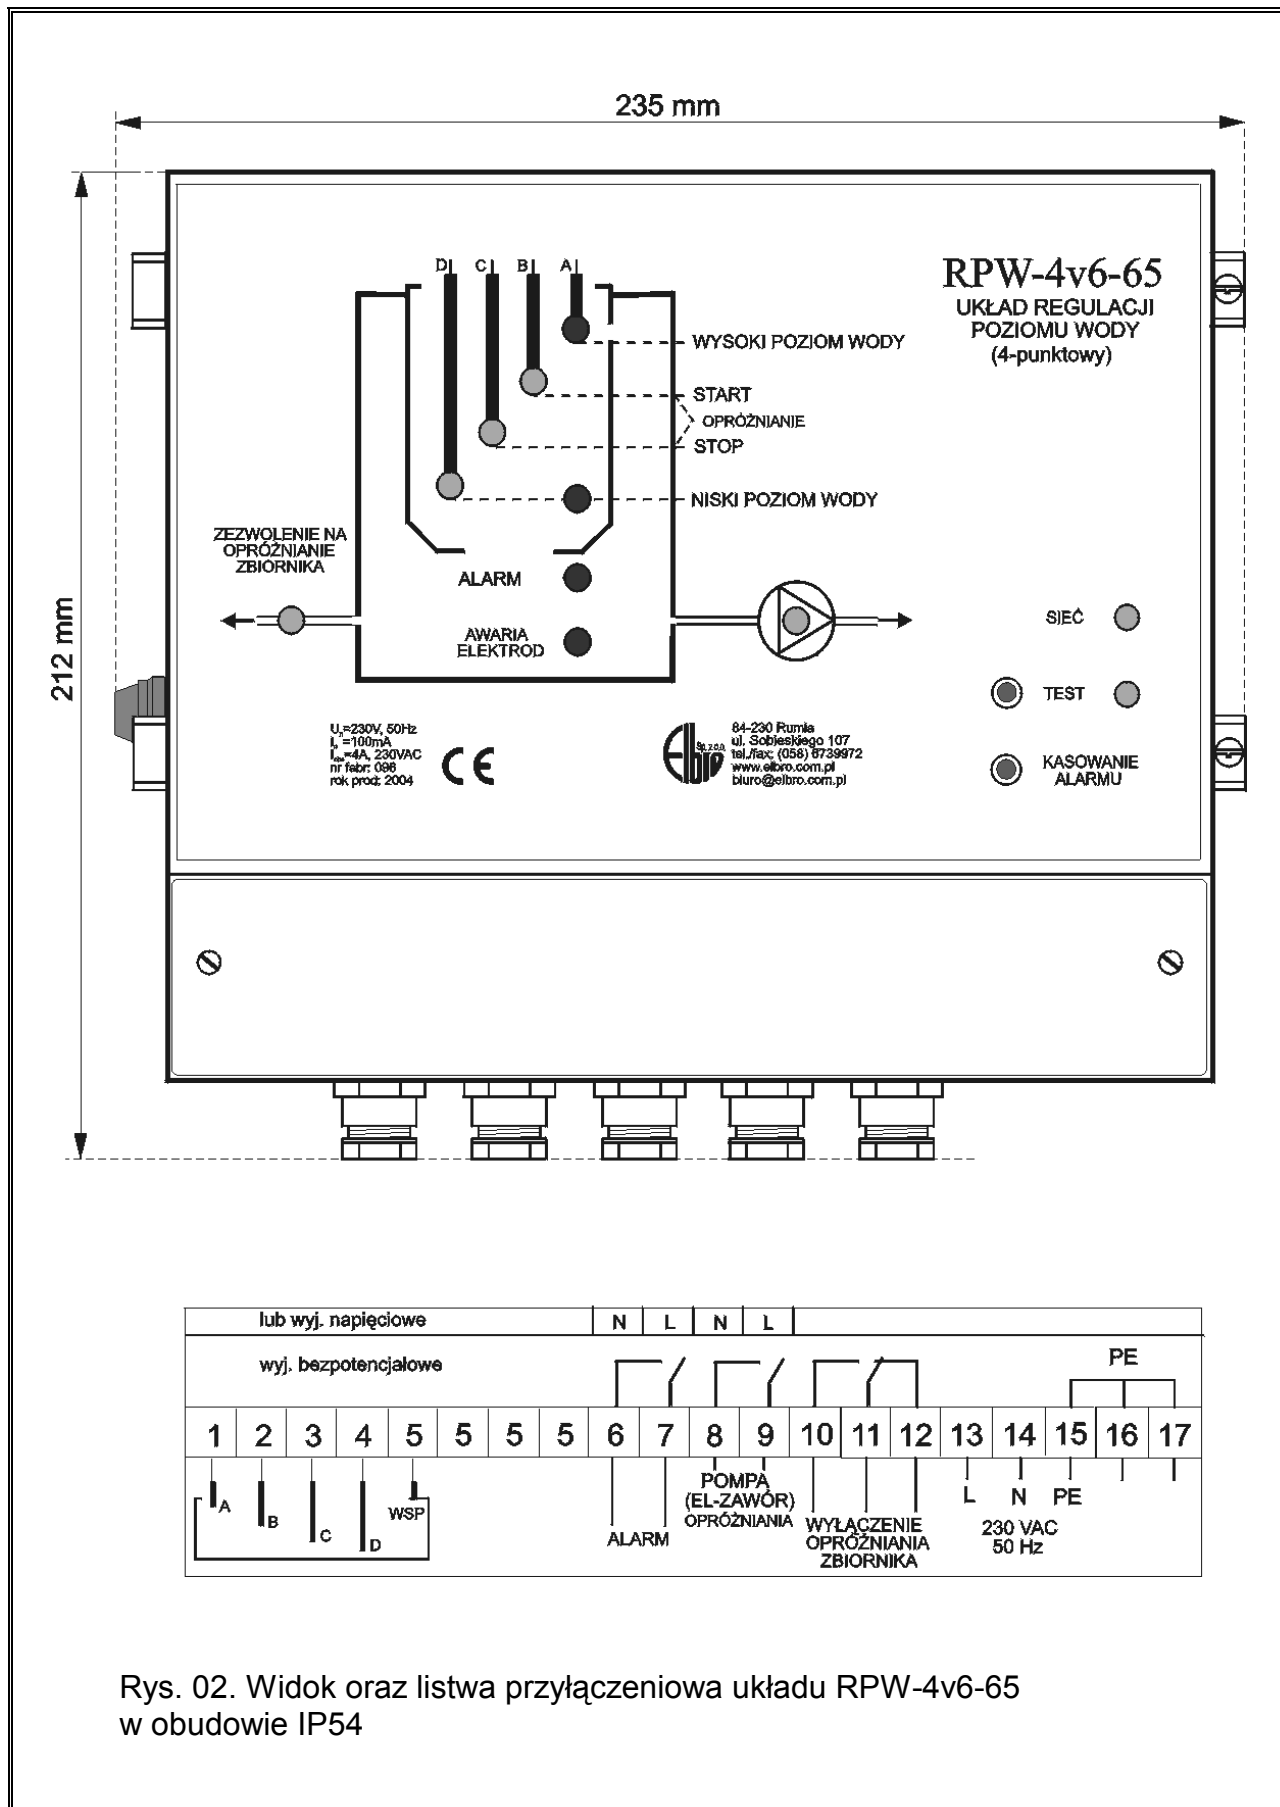 235 mm
212 mm
D C B A
RPW-4v6-65
UKŁAD REGULACJI
POZIOMU WODY
(4-punktowy)
WYSOKI POZIOM WODY
START
OPRÓŻNIANIE
STOP
NISKI POZIOM WODY
ZEZWOLENIE NA
OPRÓŻNIANIE
ZBIORNIKA
ALARM
AWARIA
ELEKTROD
SIEĆ
TEST
KASOWANIE
ALARMU
=230V, 50Hz
=100mA
=4A, 230VAC
nr fabr: 096
rok prod: 2004
CE
Elbro
Sp. z o.o.
84-230 Rumia
ul. Sobieskiego 107
tel./fax; (058) 6739972
www.elbro.com.pl
biuro@elbro.com.pl
lub wyj. napięciowe N L N L
wyj. bezpotencjałowe PE
1 2 3 4 5 5 5 5 6 7 8 9 10 11 12 13 14 15 16 17
A B C D WSP
ALARM
POMPA
(EL-ZAWÓR)
OPRÓŻNIANIA
WYŁĄCZENIE
OPRÓŻNIANIA
ZBIORNIKA
L N PE
230 VAC
50 Hz
Rys. 02. Widok oraz listwa przyłączeniowa układu RPW-4v6-65
w obudowie IP54